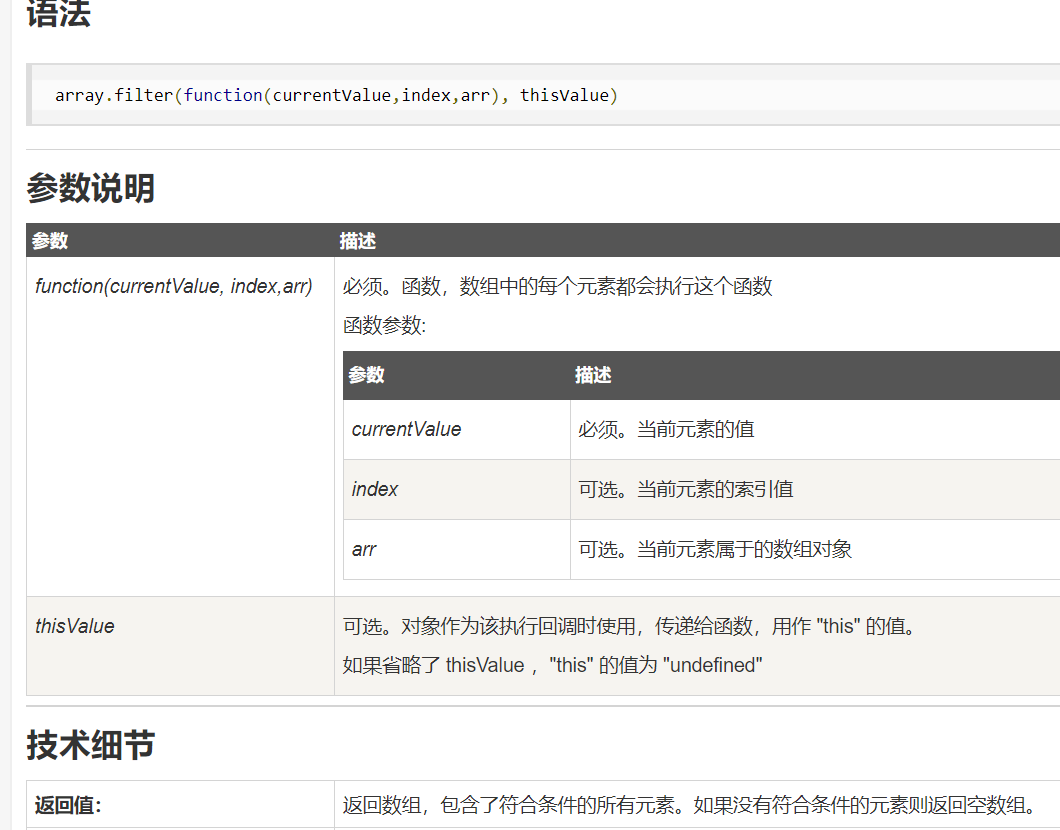 语法
array.filter(function(currentValue,index,arr), thisValue)
参数说明
参数 描述
function(currentValue, index,arr) 必须。函数，数组中的每个元素都会执行这个函数
函数参数:
参数 描述
currentValue 必须。当前元素的值
index 可选。当前元素的索引值
arr 可选。当前元素属于的数组对象
thisValue 可选。对象作为该执行回调时使用，传递给函数，用作 "this" 的值。
如果省略了 thisValue ，"this" 的值为 "undefined"
技术细节
返回值： 返回数组，包含了符合条件的所有元素。如果没有符合条件的元素则返回空数组。